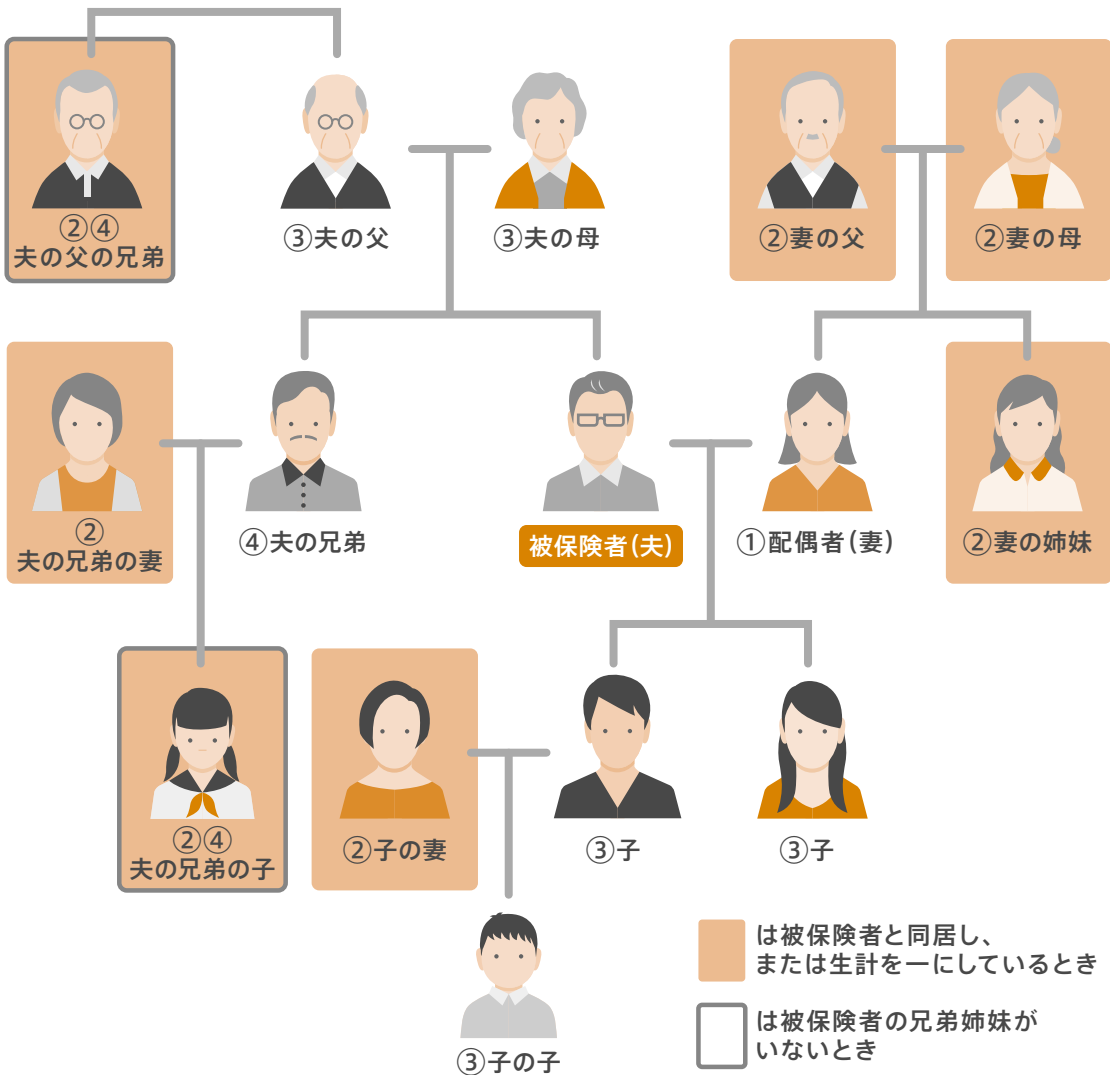 ②④
夫の父の兄弟
③夫の父
③夫の母
②妻の父
②妻の母
②
夫の兄弟の妻
④夫の兄弟
被保険者(夫)
①配偶者(妻)
②妻の姉妹
②④
夫の兄弟の子
②子の妻
③子
③子
③子の子
は被保険者と同居し、
または生計を一にしているとき
は被保険者の兄弟姉妹が
いないとき